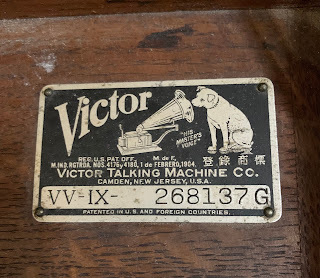 Victor
"HIS
MASTER'S
VOICE"
REG. U.S. PAT. OFF. M. de F.
M. IND. RGTRDA. NOS. 4176 y 4180, 1 de FEBRERO, 1904.
標商錄登
VICTOR TALKING MACHINE CO.
CAMDEN, NEW JERSEY, U.S.A.
VV-IX- 268137 G
PATENTED IN U.S. AND FOREIGN COUNTRIES.